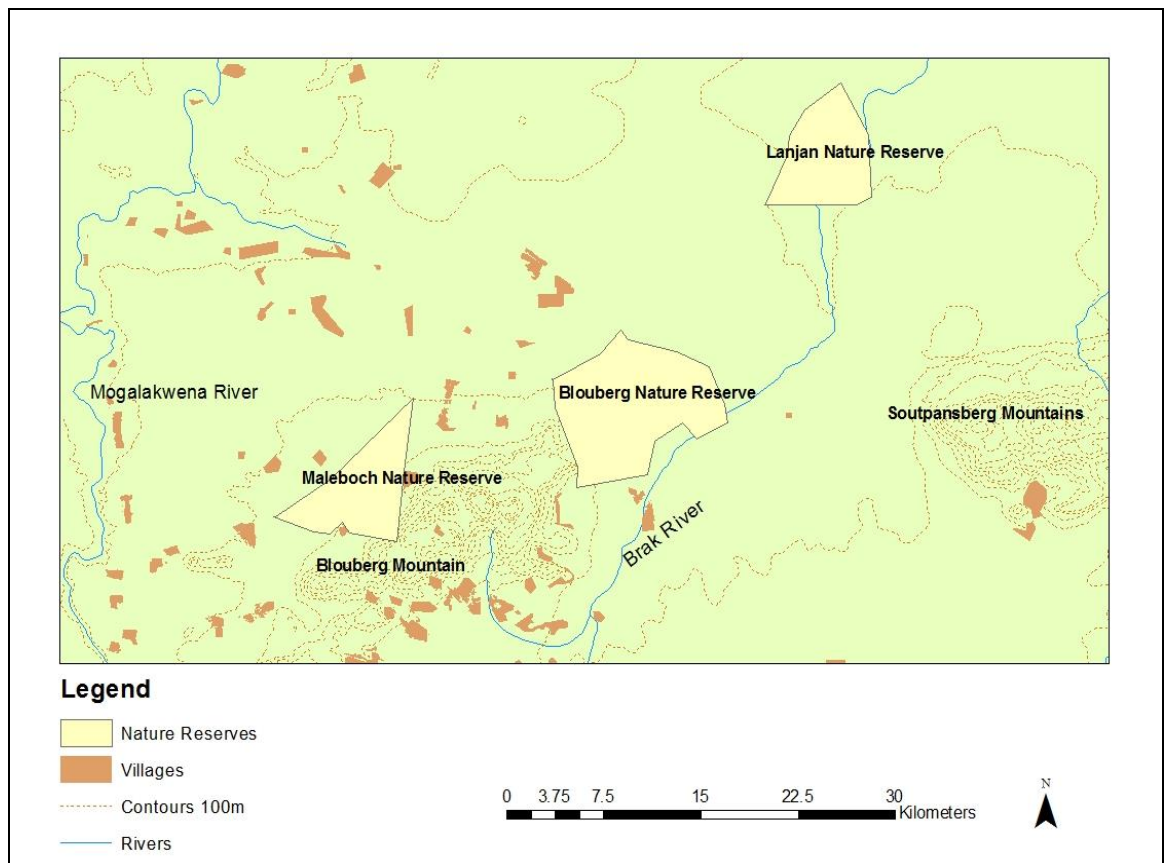 Lanjan Nature Reserve
Mogalakwena River
Blouberg Nature Reserve
Soutpansberg Mountains
Maleboch Nature Reserve
Brak River
Blouberg Mountain
Legend
Nature Reserves
Villages
Contours 100m
Rivers
0 3.75 7.5 15 22.5 30
Kilometers
N